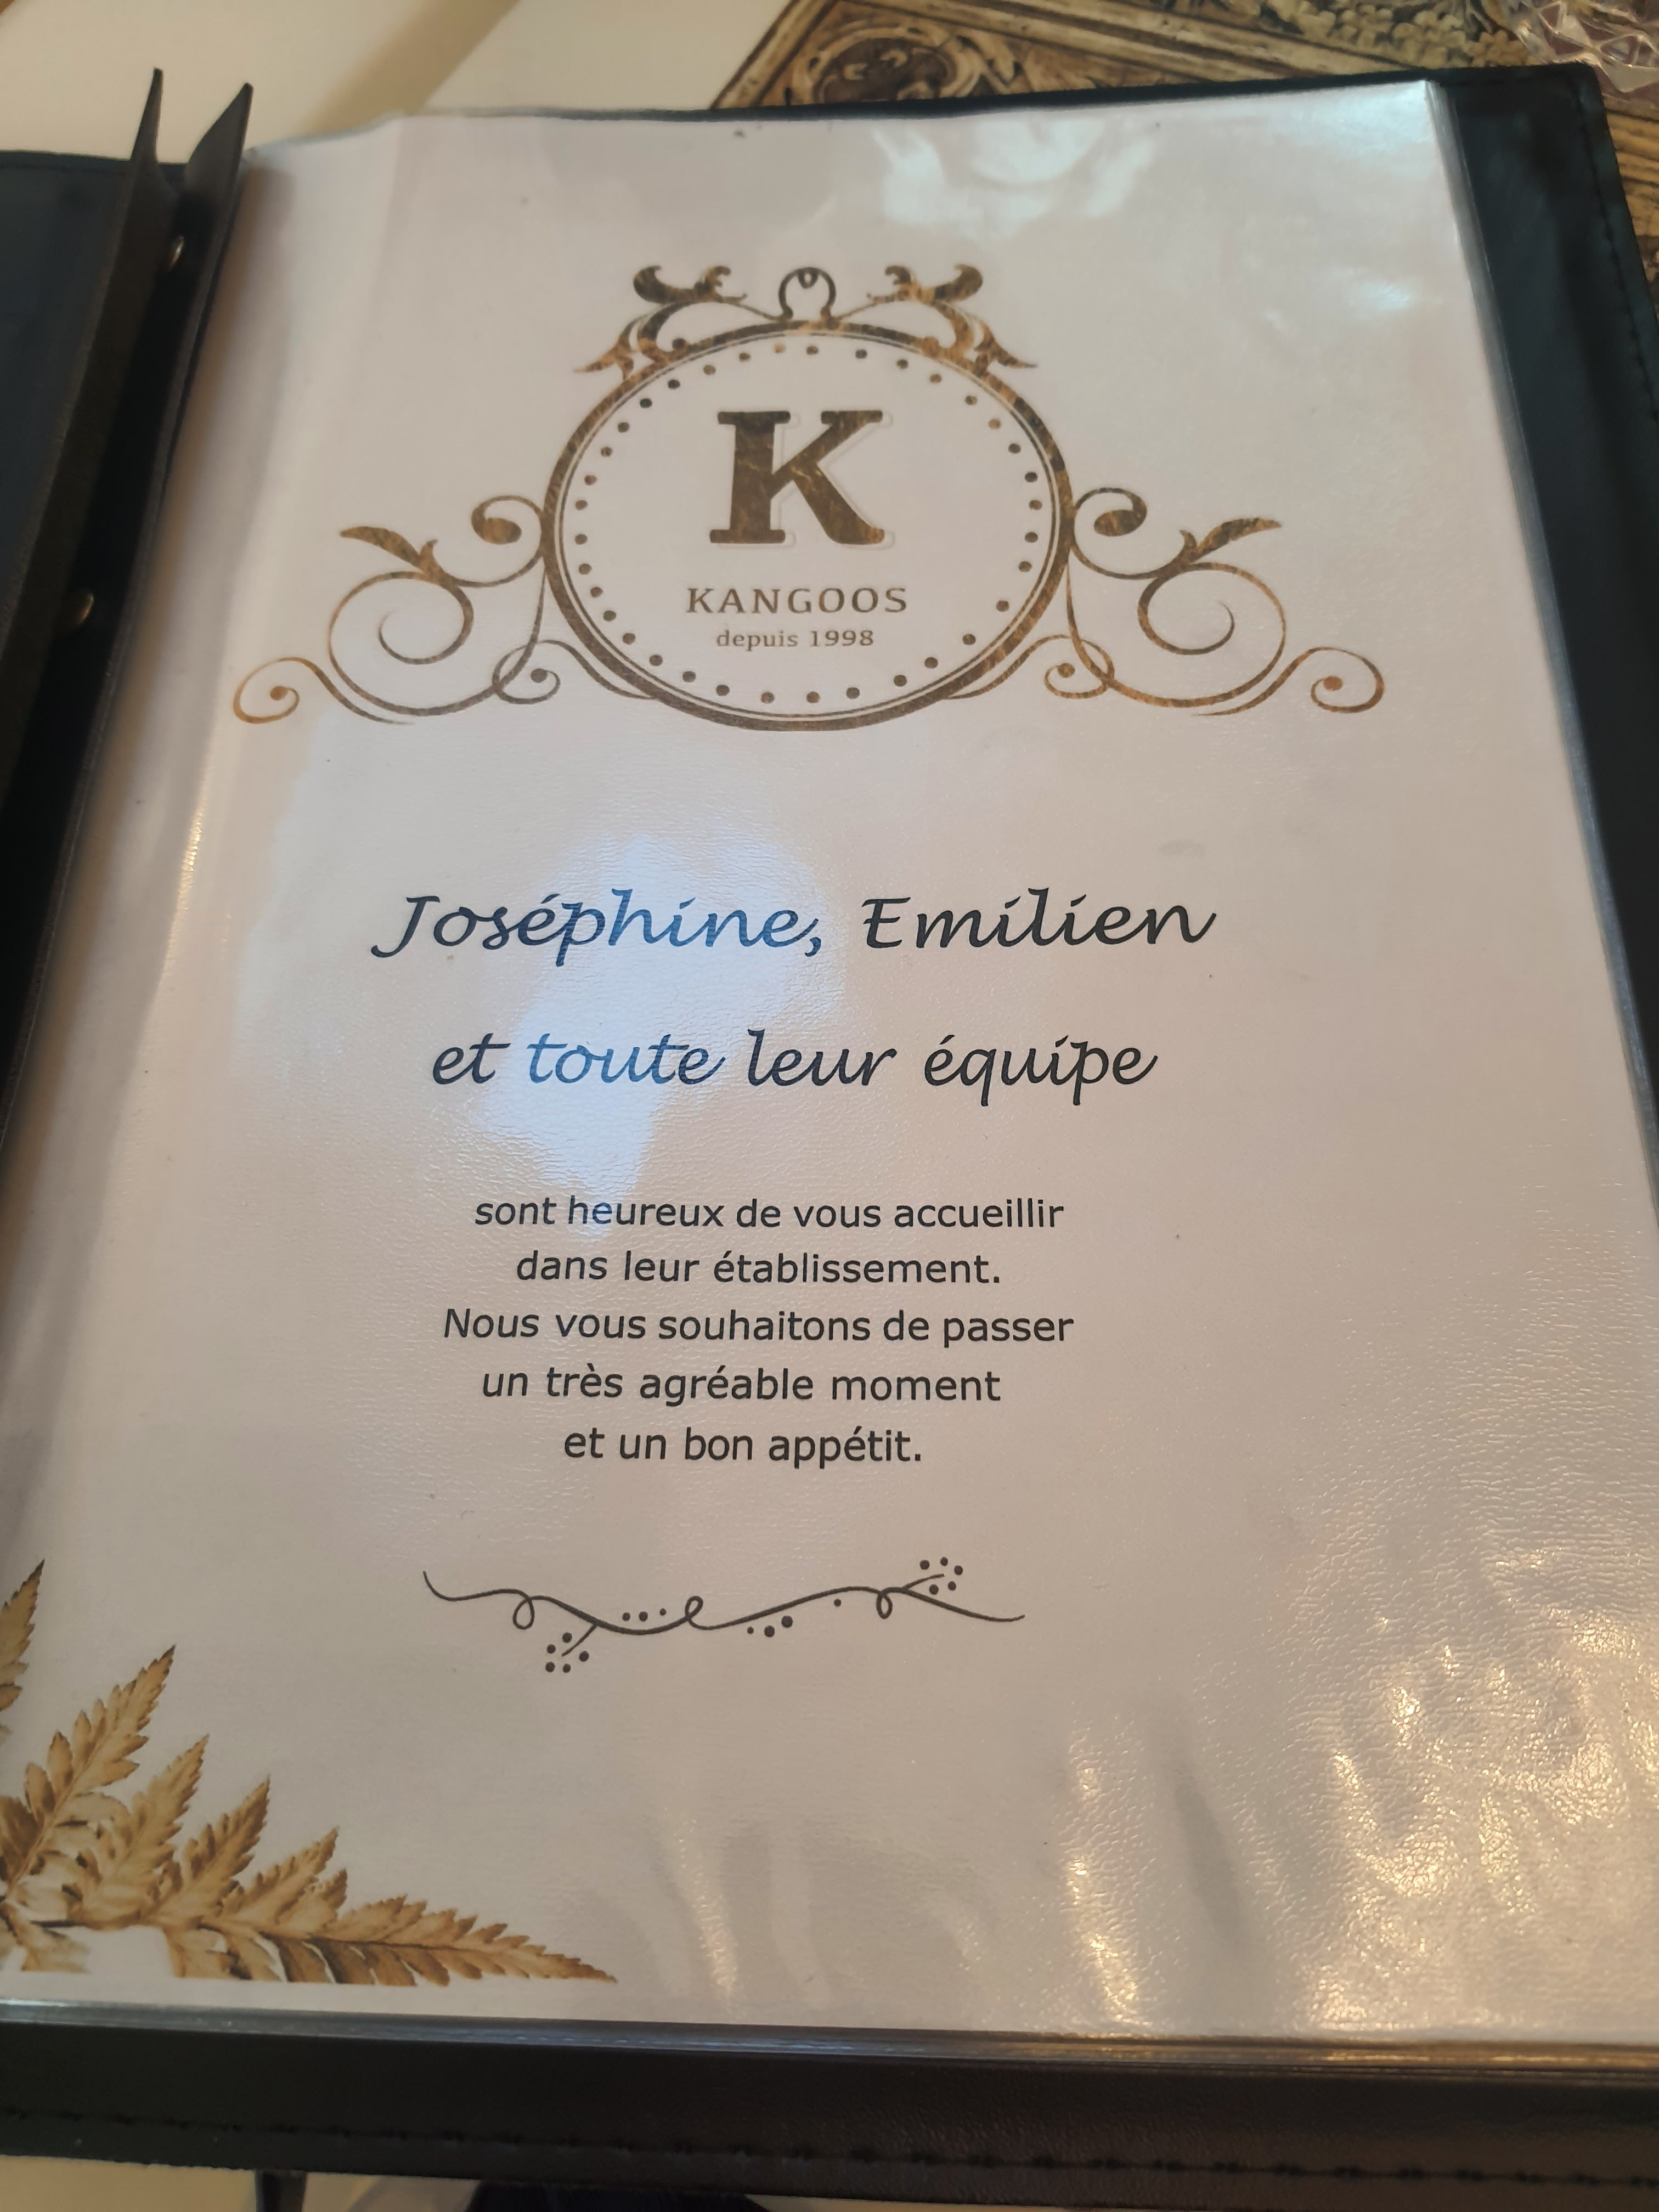 K
KANGOOS
depuis 1998
Joséphine, Emilien
et toute leur équipe
sont heureux de vous accueillir
dans leur établissement.
Nous vous souhaitons de passer
un très agréable moment
et un bon appétit.